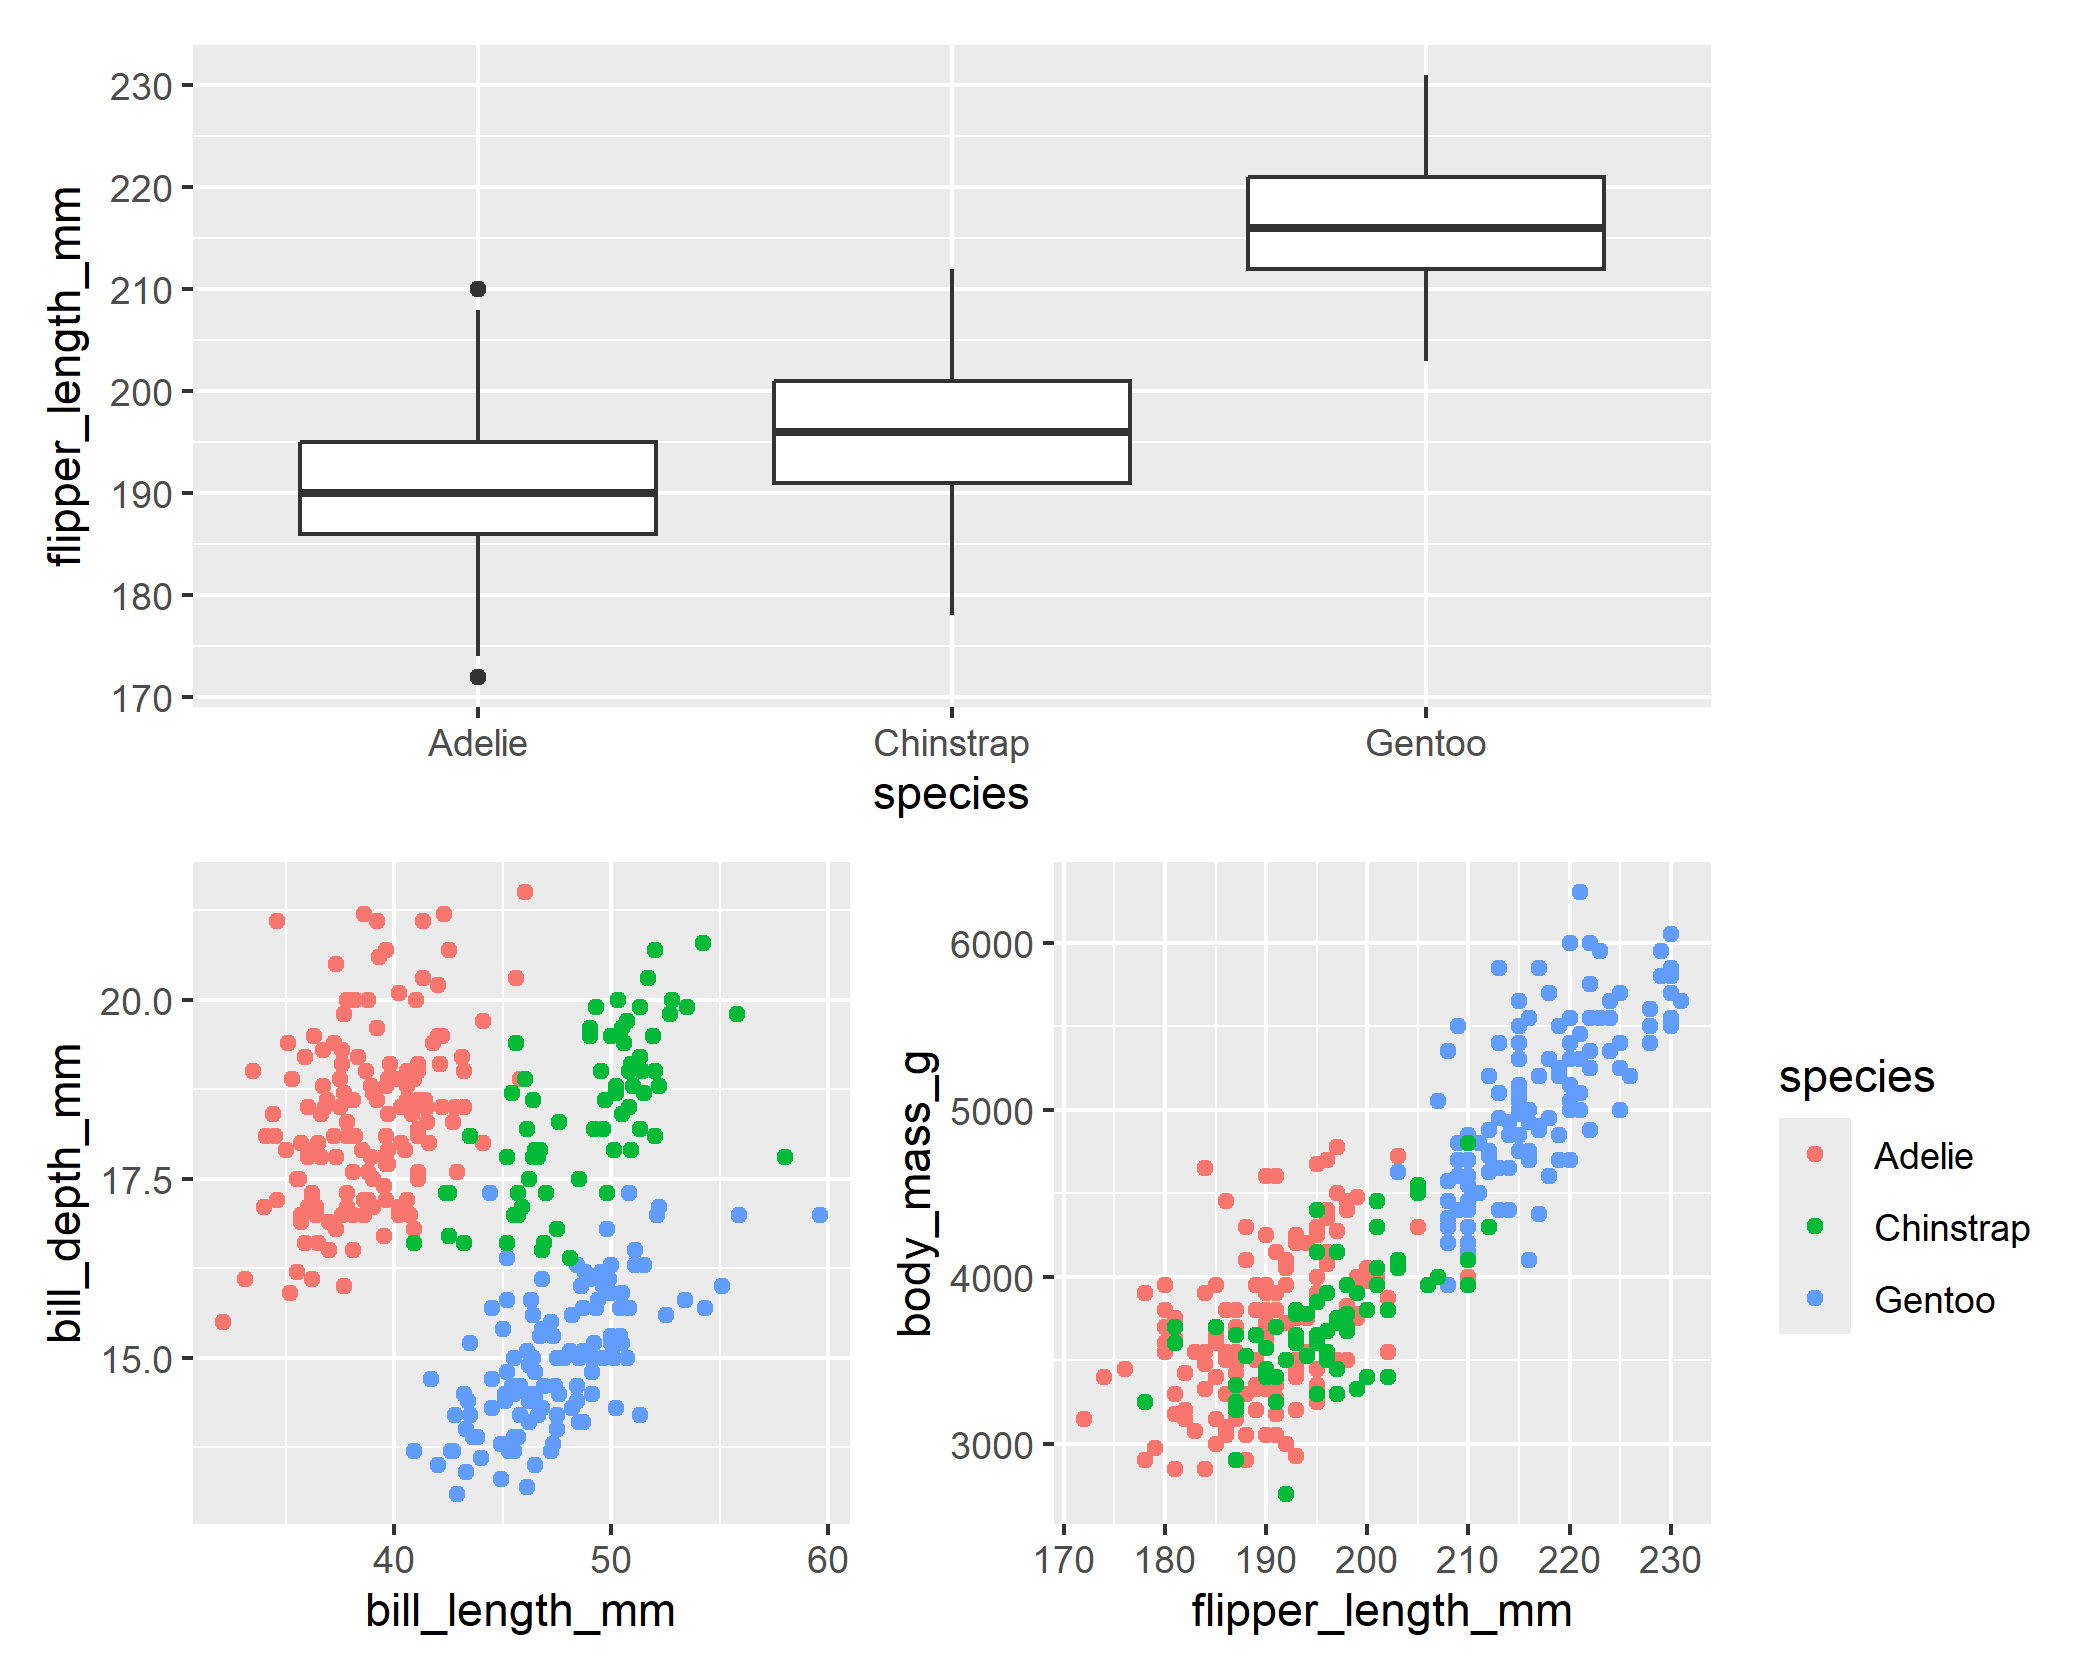 flipper_length_mm
230
220
210
200
190
180
170
Adelie
Chinstrap
Gentoo
species
bill_depth_mm
20.0
17.5
15.0
40
50
60
bill_length_mm
body_mass_g
6000
5000
4000
3000
170
180
190
200
210
220
230
flipper_length_mm
species
Adelie
Chinstrap
Gentoo